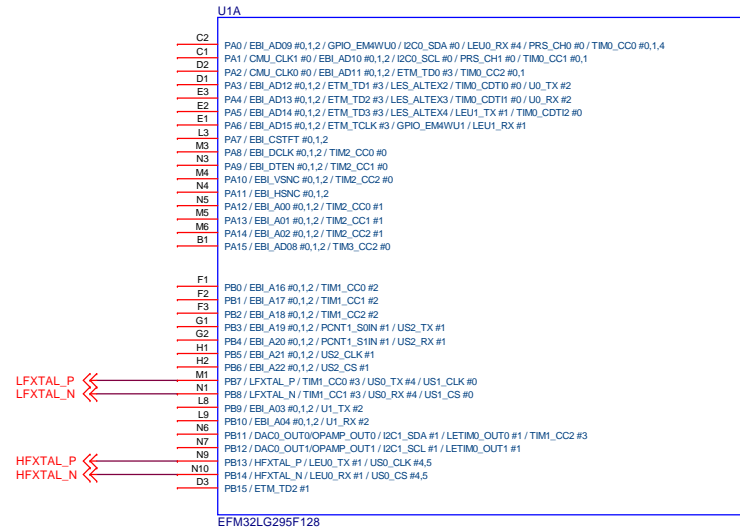 U1A
C2 PA0 / EBI_AD09 #0,1,2 / GPIO_EM4WU0 / I2C0_SDA #0 / LEU0_RX #4 / PRS_CH0 #0 / TIM0_CC0 #0,1,4
C1 PA1 / CMU_CLK1 #0 / EBI_AD10 #0,1,2 / I2C0_SCL #0 / PRS_CH1 #0 / TIM0_CC1 #0,1
D2 PA2 / CMU_CLK0 #0 / EBI_AD11 #0,1,2 / ETM_TD0 #3 / TIM0_CC2 #0,1
D1 PA3 / EBI_AD12 #0,1,2 / ETM_TD1 #3 / LES_ALTEX2 / TIM0_CDTI0 #0 / U0_TX #2
E3 PA4 / EBI_AD13 #0,1,2 / ETM_TD2 #3 / LES_ALTEX3 / TIM0_CDTI1 #0 / U0_RX #2
E2 PA5 / EBI_AD14 #0,1,2 / ETM_TD3 #3 / LES_ALTEX4 / LEU1_TX #1 / TIM0_CDTI2 #0
E1 PA6 / EBI_AD15 #0,1,2 / ETM_TCLK #3 / GPIO_EM4WU1 / LEU1_RX #1
L3 PA7 / EBI_CSTFT #0,1,2
M3 PA8 / EBI_DCLK #0,1,2 / TIM2_CC0 #0
N3 PA9 / EBI_DTEN #0,1,2 / TIM2_CC1 #0
M4 PA10 / EBI_VSNC #0,1,2 / TIM2_CC2 #0
N4 PA11 / EBI_HSNC #0,1,2
N5 PA12 / EBI_A00 #0,1,2 / TIM2_CC0 #1
M5 PA13 / EBI_A01 #0,1,2 / TIM2_CC1 #1
M6 PA14 / EBI_A02 #0,1,2 / TIM2_CC2 #1
B1 PA15 / EBI_AD08 #0,1,2 / TIM3_CC2 #0
F1 PB0 / EBI_A16 #0,1,2 / TIM1_CC0 #2
F2 PB1 / EBI_A17 #0,1,2 / TIM1_CC1 #2
F3 PB2 / EBI_A18 #0,1,2 / TIM1_CC2 #2
G1 PB3 / EBI_A19 #0,1,2 / PCNT1_S0IN #1 / US2_TX #1
G2 PB4 / EBI_A20 #0,1,2 / PCNT1_S1IN #1 / US2_RX #1
H1 PB5 / EBI_A21 #0,1,2 / US2_CLK #1
H2 PB6 / EBI_A22 #0,1,2 / US2_CS #1
LFXTAL_P M1 PB7 / LFXTAL_P / TIM1_CC0 #3 / US0_TX #4 / US1_CLK #0
LFXTAL_N N1 PB8 / LFXTAL_N / TIM1_CC1 #3 / US0_RX #4 / US1_CS #0
L8 PB9 / EBI_A03 #0,1,2 / U1_TX #2
L9 PB10 / EBI_A04 #0,1,2 / U1_RX #2
N6 PB11 / DAC0_OUT0/OPAMP_OUT0 / I2C1_SDA #1 / LETIM0_OUT0 #1 / TIM1_CC2 #3
N7 PB12 / DAC0_OUT1/OPAMP_OUT1 / I2C1_SCL #1 / LETIM0_OUT1 #1
HFXTAL_P N9 PB13 / HFXTAL_P / LEU0_TX #1 / US0_CLK #4,5
HFXTAL_N N10 PB14 / HFXTAL_N / LEU0_RX #1 / US0_CS #4,5
D3 PB15 / ETM_TD2 #1
EFM32LG295F128